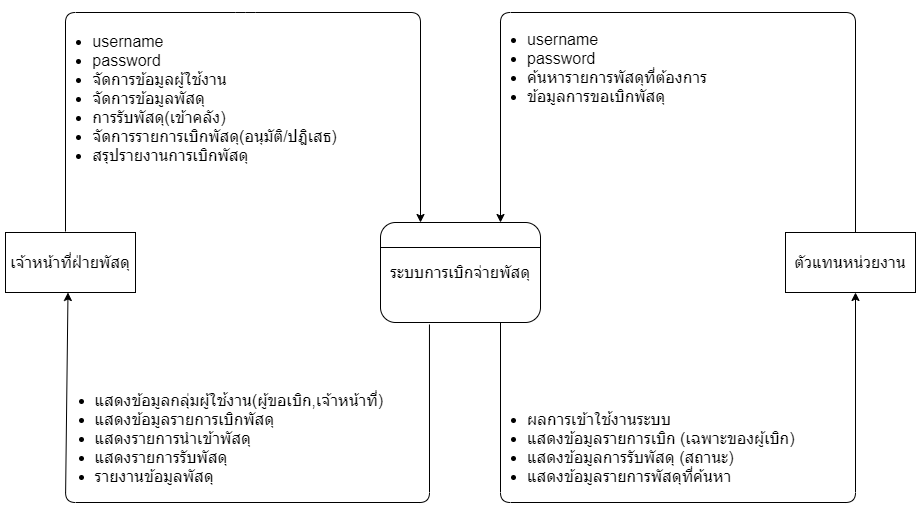 • username
• password
• จัดการข้อมูลผู้ใช้งาน
• จัดการข้อมูลพัสดุ
• การรับพัสดุ(เข้าคลัง)
• จัดการรายการเบิกพัสดุ(อนุมัติ/ปฎิเสธ)
• สรุปรายงานการเบิกพัสดุ
• username
• password
• ค้นหารายการพัสดุที่ต้องการ
• ข้อมูลการขอเบิกพัสดุ
เจ้าหน้าที่ฝ่ายพัสดุ
ระบบการเบิกจ่ายพัสดุ
ตัวแทนหน่วยงาน
• แสดงข้อมูลกลุ่มผู้ใช้งาน(ผู้ขอเบิก,เจ้าหน้าที่)
• แสดงข้อมูลรายการเบิกพัสดุ
• แสดงรายการนำเข้าพัสดุ
• แสดงรายการรับพัสดุ
• รายงานข้อมูลพัสดุ
• ผลการเข้าใช้งานระบบ
• แสดงข้อมูลรายการเบิก (เฉพาะของผู้เบิก)
• แสดงข้อมูลการรับพัสดุ (สถานะ)
• แสดงข้อมูลรายการพัสดุที่ค้นหา